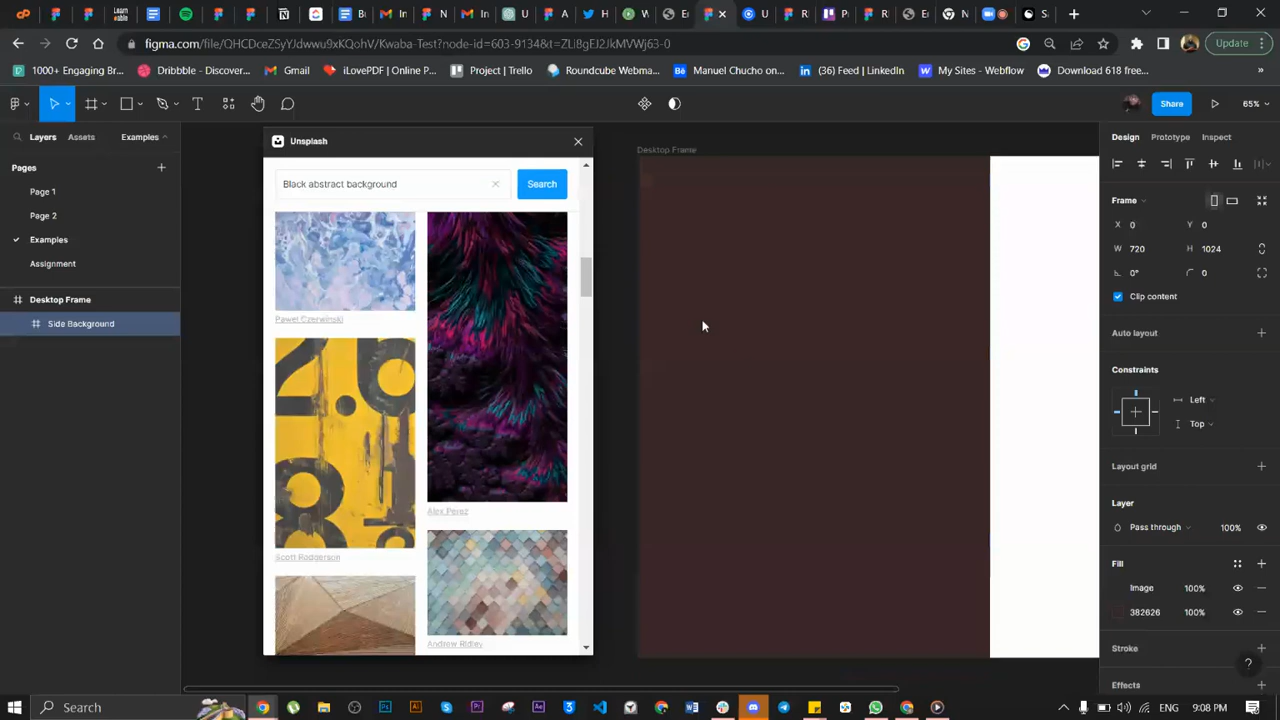 Bi
In
N
In
U
A
H
W
E
U
Ri
R
E
N
S
Update
figma.com/file/QHCDceZSyYJdwwu9xKQohV/Kwaba-Test?node-id=603-9134&t=ZLl8gEJ2JkMVWj63-0
1000+ Engaging Br...
Dribbble - Discover...
Gmail
iLovePDF | Online P...
Project | Trello
Roundcube Webma...
Manuel Chucho on...
(36) Feed | LinkedIn
My Sites - Webflow
Download 618 free...
»
Share
65%
Layers
Assets
Examples
Pages
Page 1
Page 2
Examples
Assignment
Desktop Frame
Side Background
Unsplash
Black abstract background
Search
Pawel Czerwinski
Scott Rodgerson
Alex Perez
Andrew Ridley
Desktop Frame
Design
Prototype
Inspect
Frame
X 0
Y 0
W 720
H 1024
0°
0
Clip content
Auto layout
Constraints
Left
Top
Layout grid
Layer
Pass through
100%
Fill
Image
100%
382626
100%
Stroke
Effects
?
Search
ENG
9:08 PM